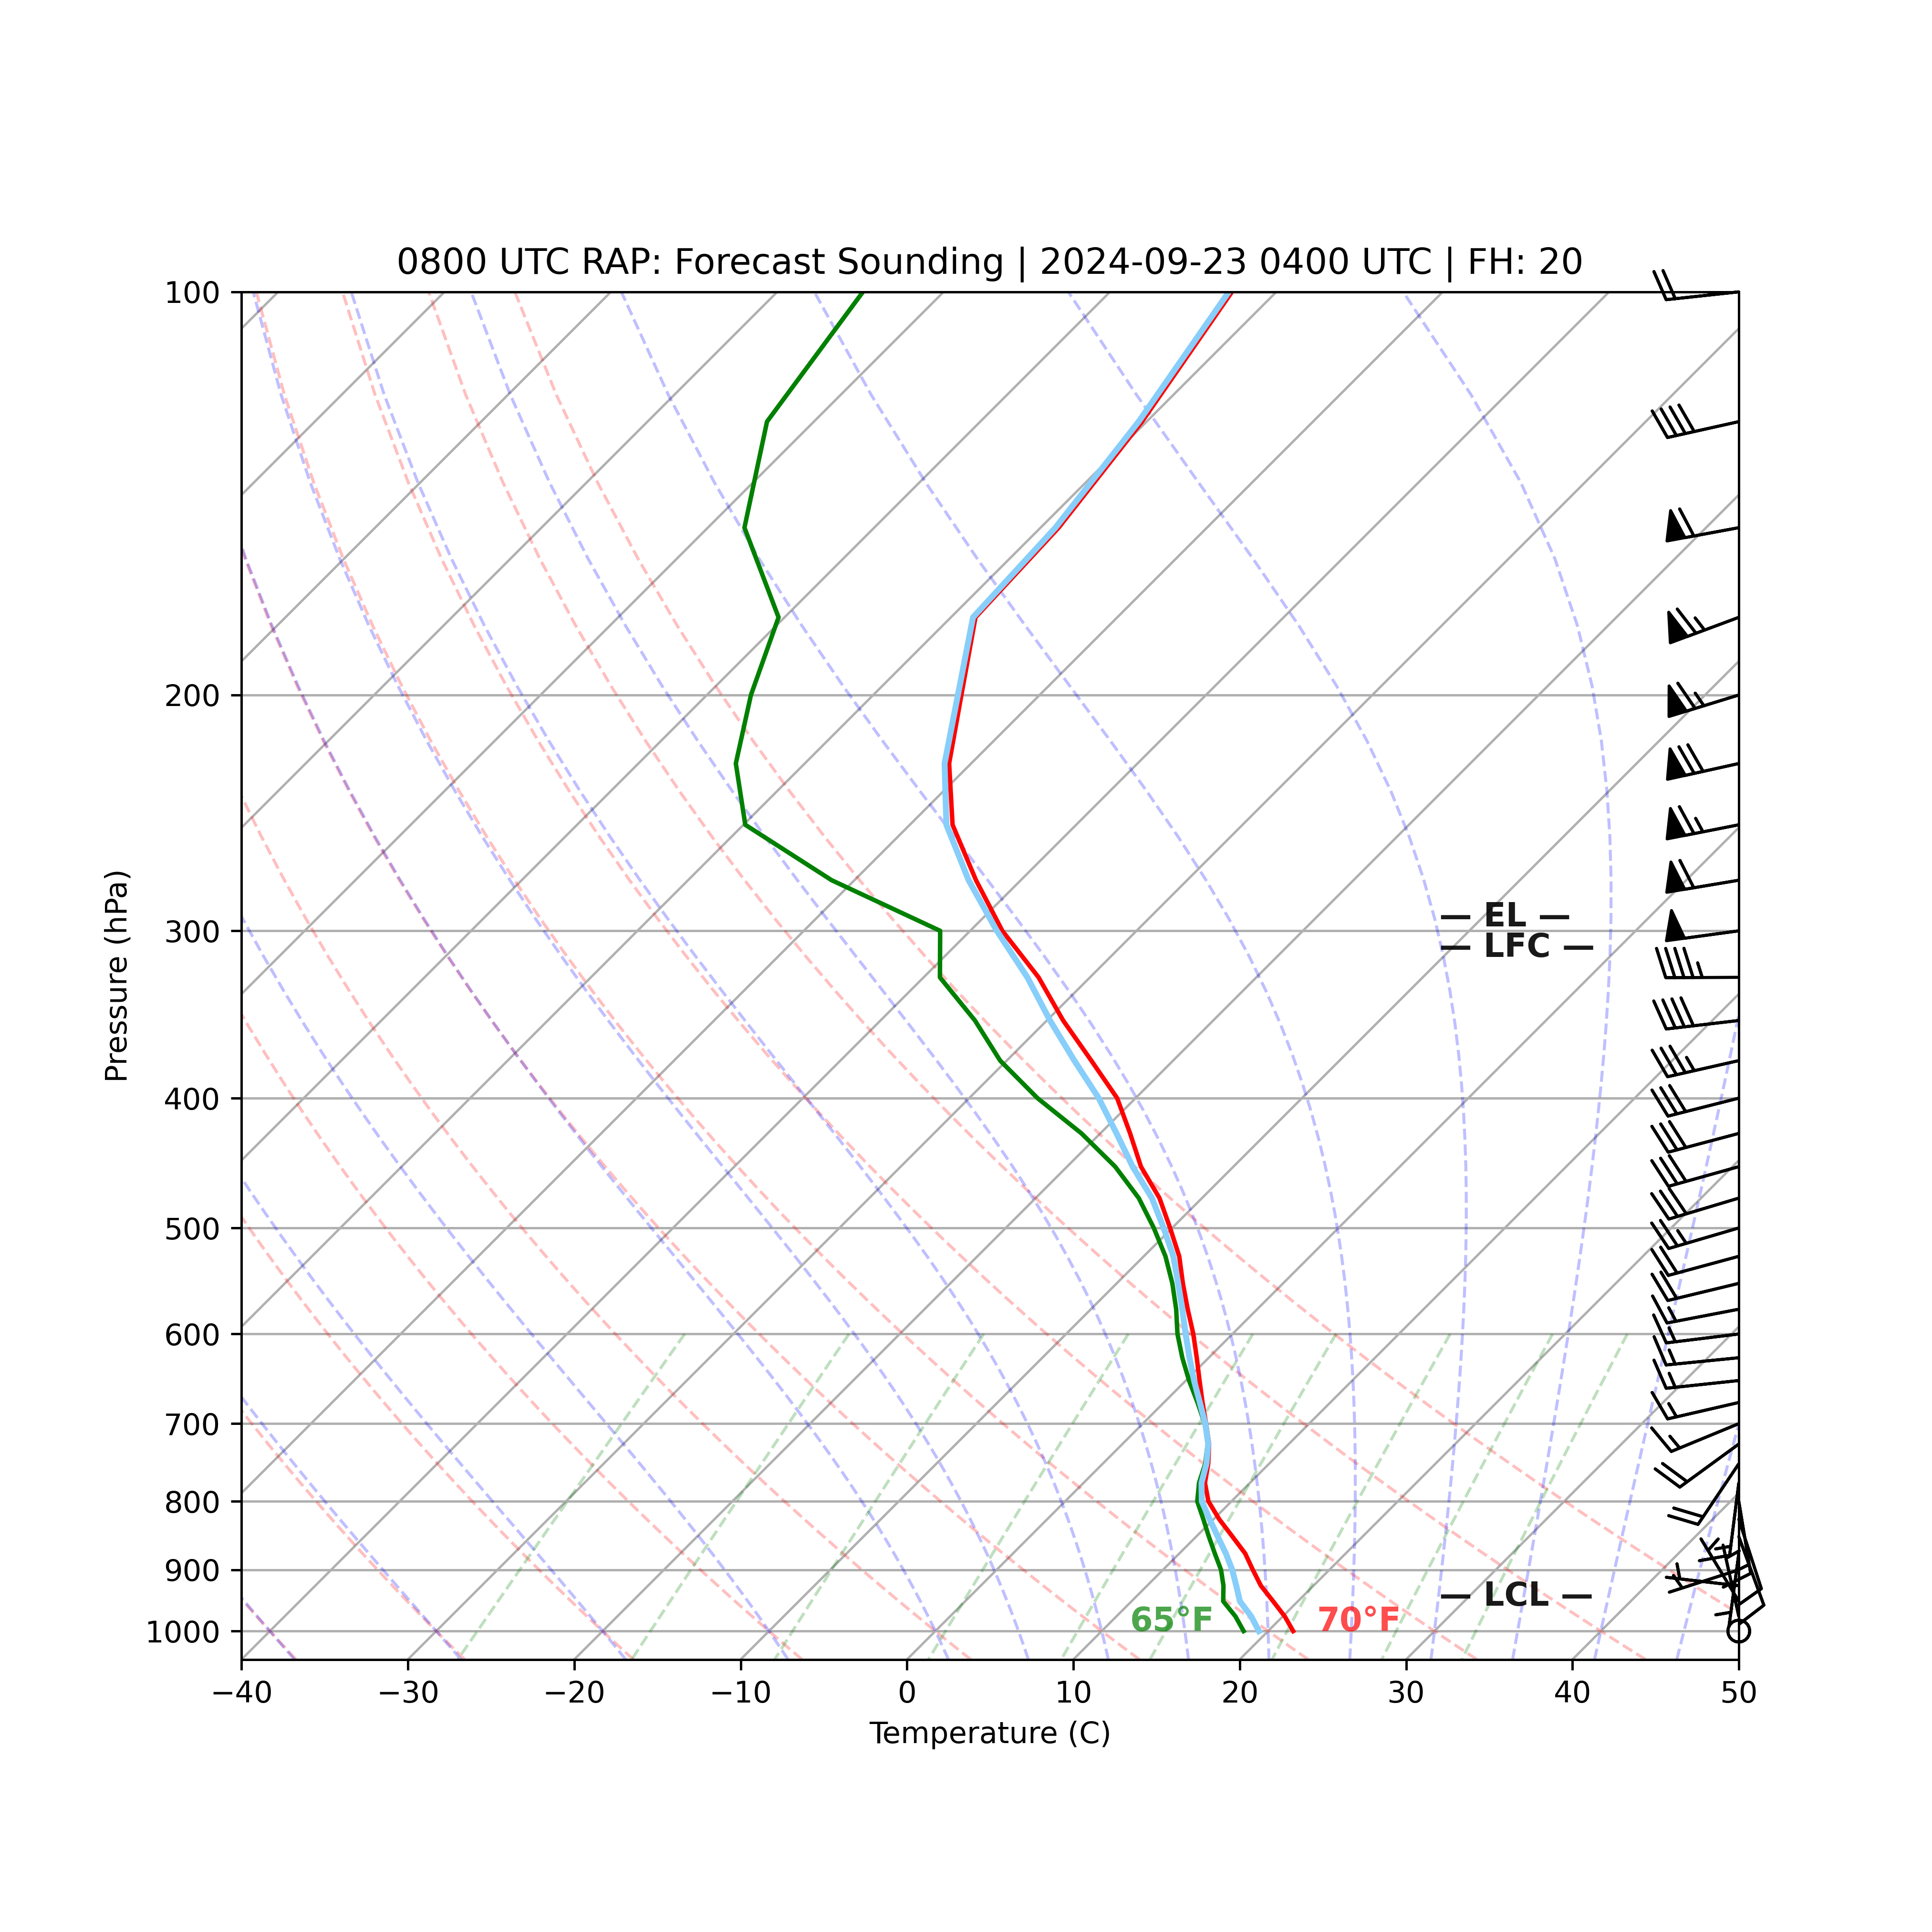 0800 UTC RAP: Forecast Sounding | 2024-09-23 0400 UTC | FH: 20
100
200
300
400
500
600
700
800
900
1000
Pressure (hPa)
— EL —
— LFC —
— LCL —
65°F
70°F
−40 −30 −20 −10 0 10 20 30 40 50
Temperature (C)